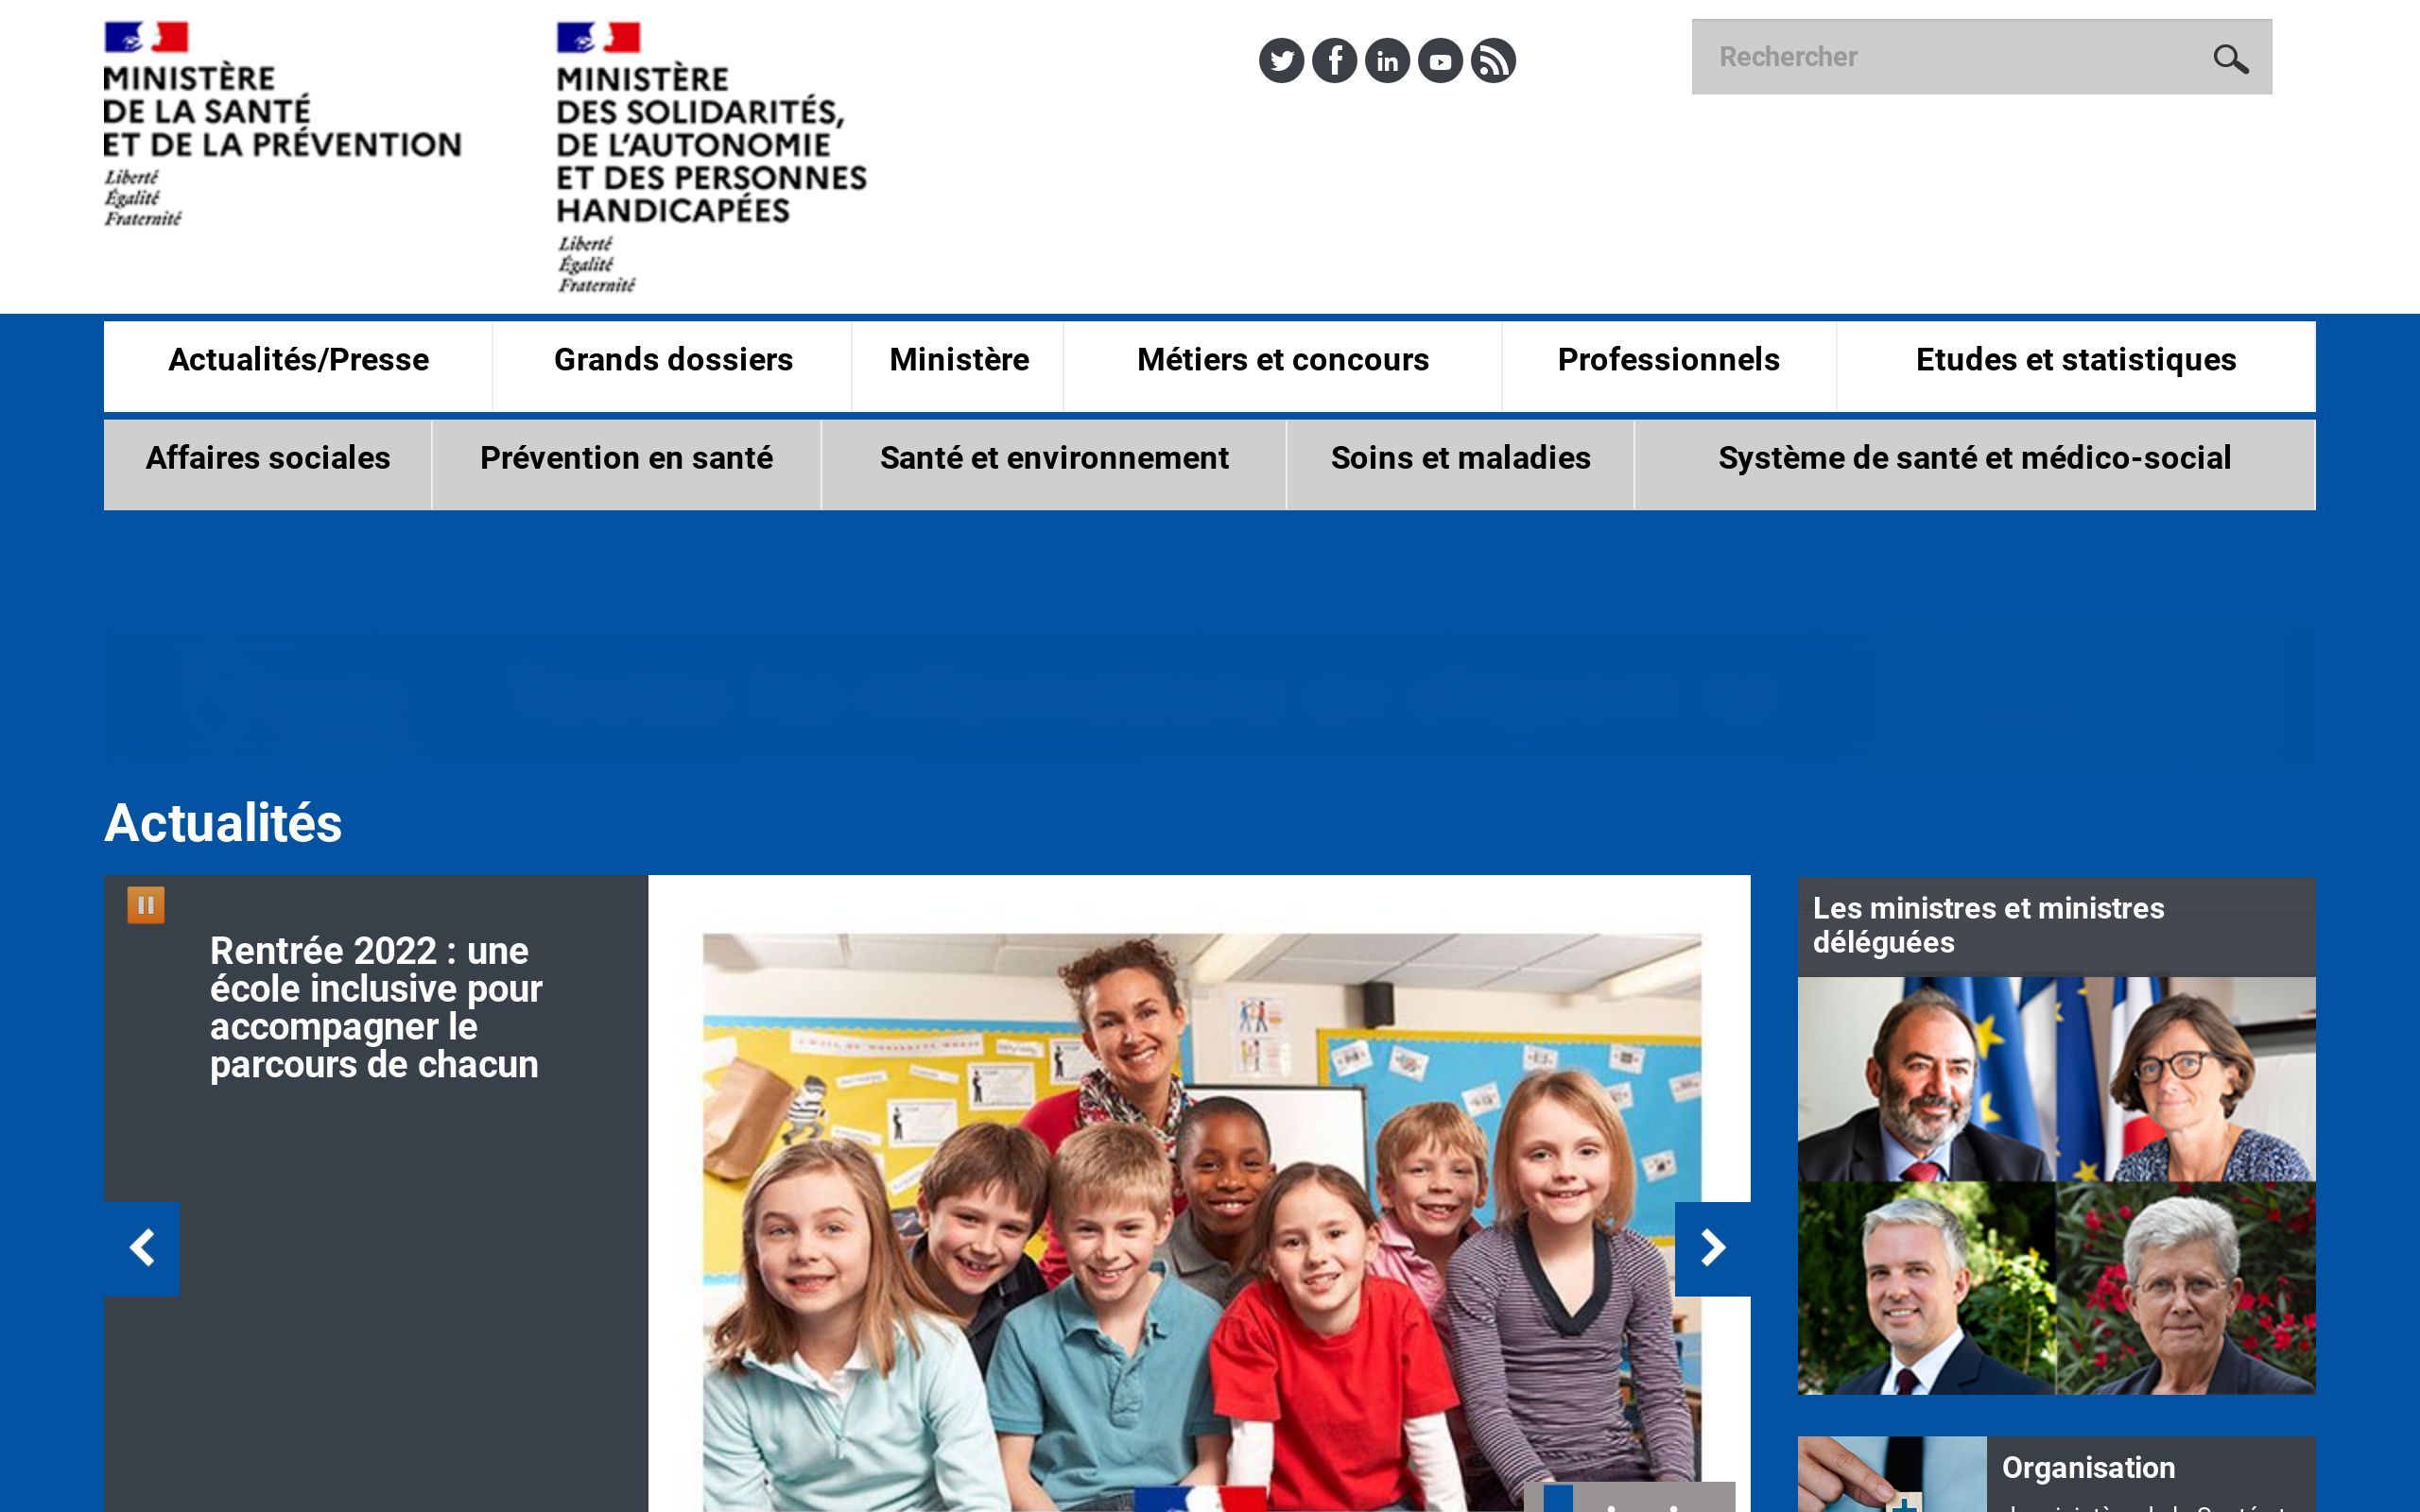 MINISTÈRE
DE LA SANTÉ
ET DE LA PRÉVENTION
Liberté
Égalité
Fraternité
MINISTÈRE
DES SOLIDARITÉS,
DE L'AUTONOMIE
ET DES PERSONNES
HANDICAPÉES
Liberté
Égalité
Fraternité
Rechercher
Actualités/Presse
Grands dossiers
Ministère
Métiers et concours
Professionnels
Etudes et statistiques
Affaires sociales
Prévention en santé
Santé et environnement
Soins et maladies
Système de santé et médico-social
Actualités
Rentrée 2022 : une
école inclusive pour
accompagner le
parcours de chacun
Les ministres et ministres
déléguées
Organisation